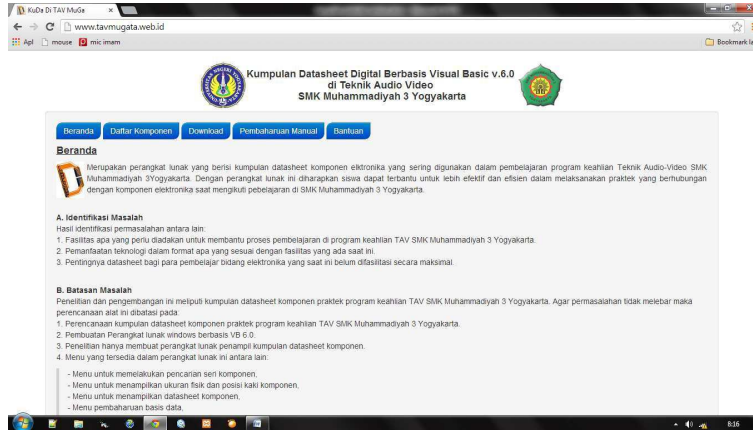 KuDa Di TAV MuGa
www.tavmugata.web.id
Apl
mouse
mic imam
Bookmark la
Kumpulan Datasheet Digital Berbasis Visual Basic v.6.0
di Teknik Audio Video
SMK Muhammadiyah 3 Yogyakarta
Beranda
Daftar Komponen
Download
Pembaharuan Manual
Bantuan
Beranda
Merupakan perangkat lunak yang berisi kumpulan datasheet komponen elktronika yang sering digunakan dalam pembelajaran program keahlian Teknik Audio-Video SMK
Muhammadiyah 3Yogyakarta. Dengan perangkat lunak ini diharapkan siswa dapat terbantu untuk lebih efektif dan efisien dalam melaksanakan praktek yang berhubungan
dengan komponen elektronika saat mengikuti pebelajaran di SMK Muhammadiyah 3 Yogyakarta.
A. Identifikasi Masalah
Hasil identifikasi permasalahan antara lain:
1. Fasilitas apa yang perlu diadakan untuk membantu proses pembelajaran di program keahlian TAV SMK Muhammadiyah 3 Yogyakarta.
2. Pemanfaatan teknologi dalam format apa yang sesuai dengan fasilitas yang ada saat ini.
3. Pentingnya datasheet bagi para pembelajar bidang elektronika yang saat ini belum difasilitasi secara maksimal.
B. Batasan Masalah
Penelitian dan pengembangan ini meliputi kumpulan datasheet komponen praktek program keahlian TAV SMK Muhammadiyah 3 Yogyakarta. Agar permasalahan tidak melebar maka
perencanaan alat ini dibatasi pada:
1. Perencanaan kumpulan datasheet komponen praktek program keahlian TAV SMK Muhammadiyah 3 Yogyakarta.
2. Pembuatan Perangkat lunak windows berbasis VB 6.0.
3. Penelitian hanya membuat perangkat lunak penampil kumpulan datasheet komponen.
4. Menu yang tersedia dalam perangkat lunak ini antara lain:
- Menu untuk memelakukan pencarian seri komponen,
- Menu untuk menampilkan ukuran fisik dan posisi kaki komponen,
- Menu untuk menampilkan datasheet komponen,
- Menu pembaharuan basis data,
8:16